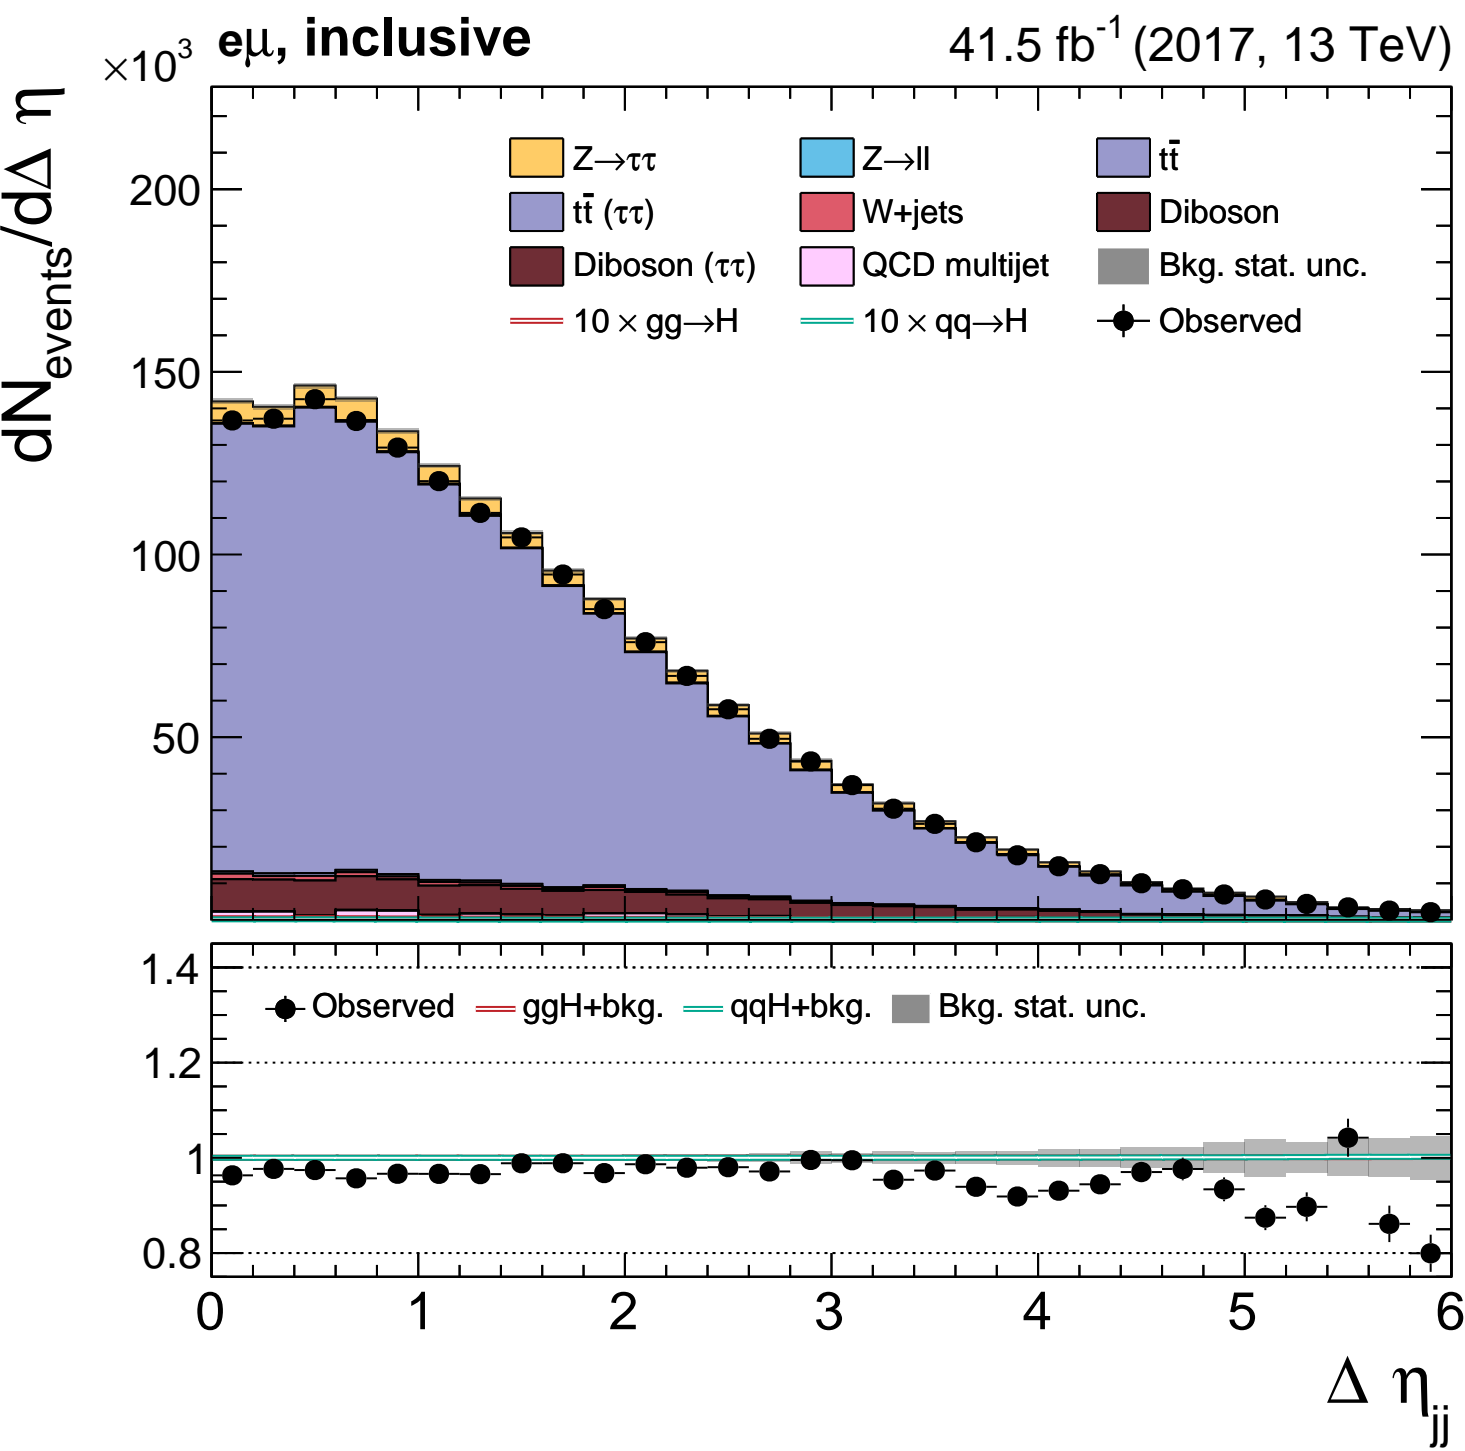 eμ, inclusive 41.5 fb⁻¹ (2017, 13 TeV)
×10³
dN_events/dΔ η
200
150
100
50
Z→ττ Z→ll tt̄
tt̄ (ττ) W+jets Diboson
Diboson (ττ) QCD multijet Bkg. stat. unc.
10 × gg→H 10 × qq→H Observed
1.4
1.2
1
0.8
Observed ggH+bkg. qqH+bkg. Bkg. stat. unc.
0 1 2 3 4 5 6
Δ η_jj